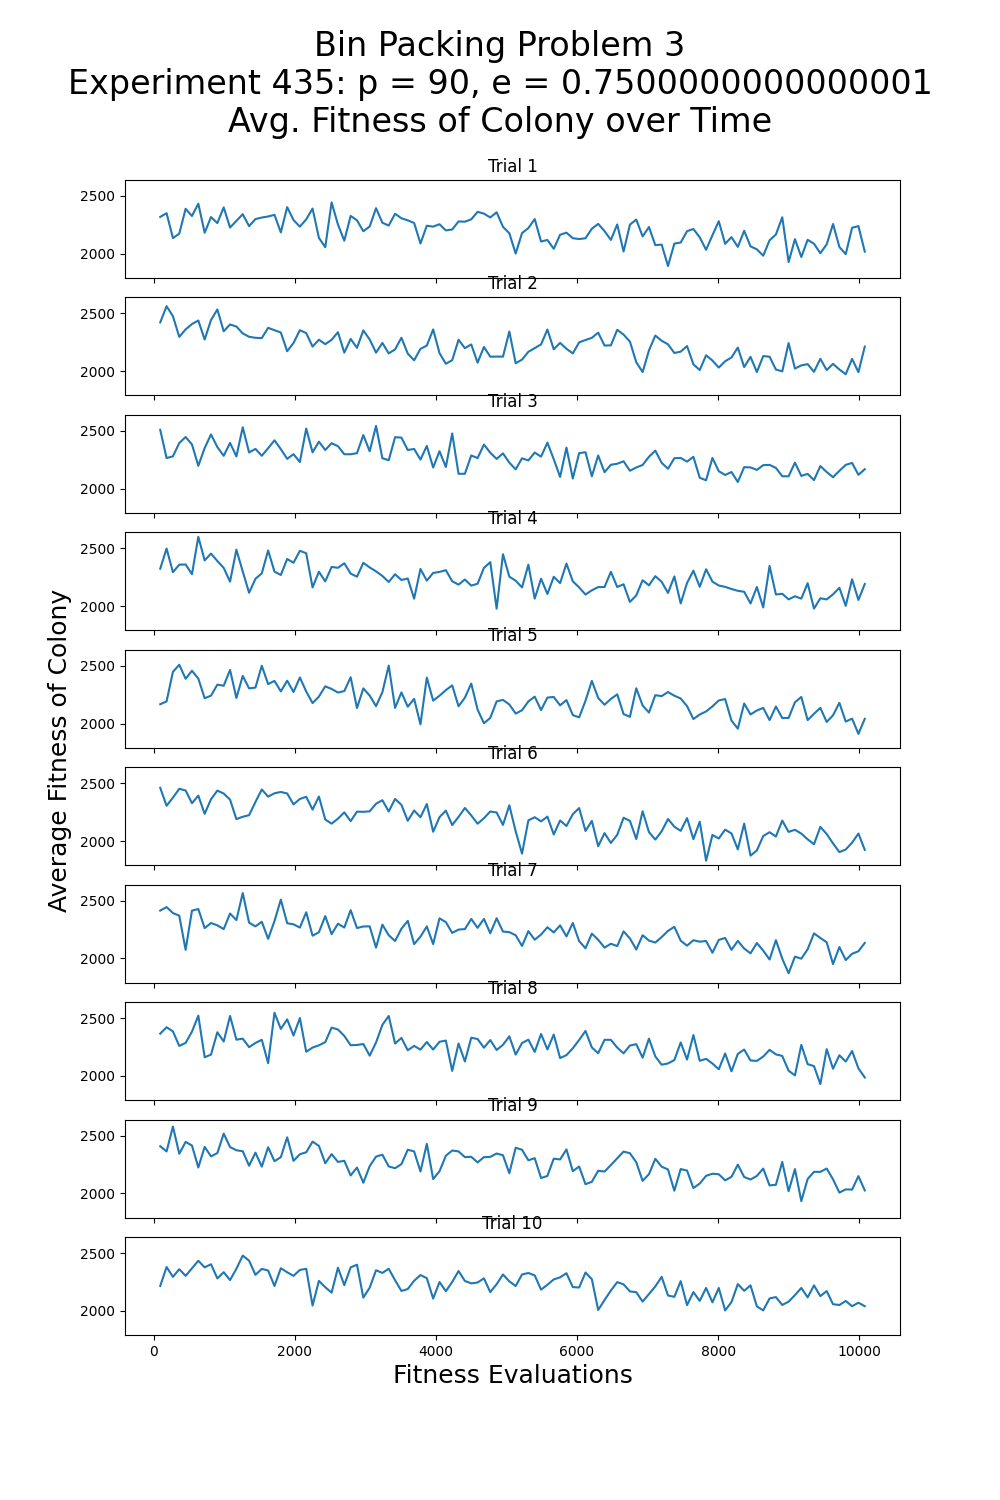 Bin Packing Problem 3
Experiment 435: p = 90, e = 0.7500000000000001
Avg. Fitness of Colony over Time
Trial 1
2500
2000
Trial 2
2500
2000
Trial 3
2500
2000
Trial 4
2500
2000
Trial 5
2500
2000
Trial 6
2500
2000
Trial 7
2500
2000
Trial 8
2500
2000
Trial 9
2500
2000
Trial 10
2500
2000
Average Fitness of Colony
0 2000 4000 6000 8000 10000
Fitness Evaluations